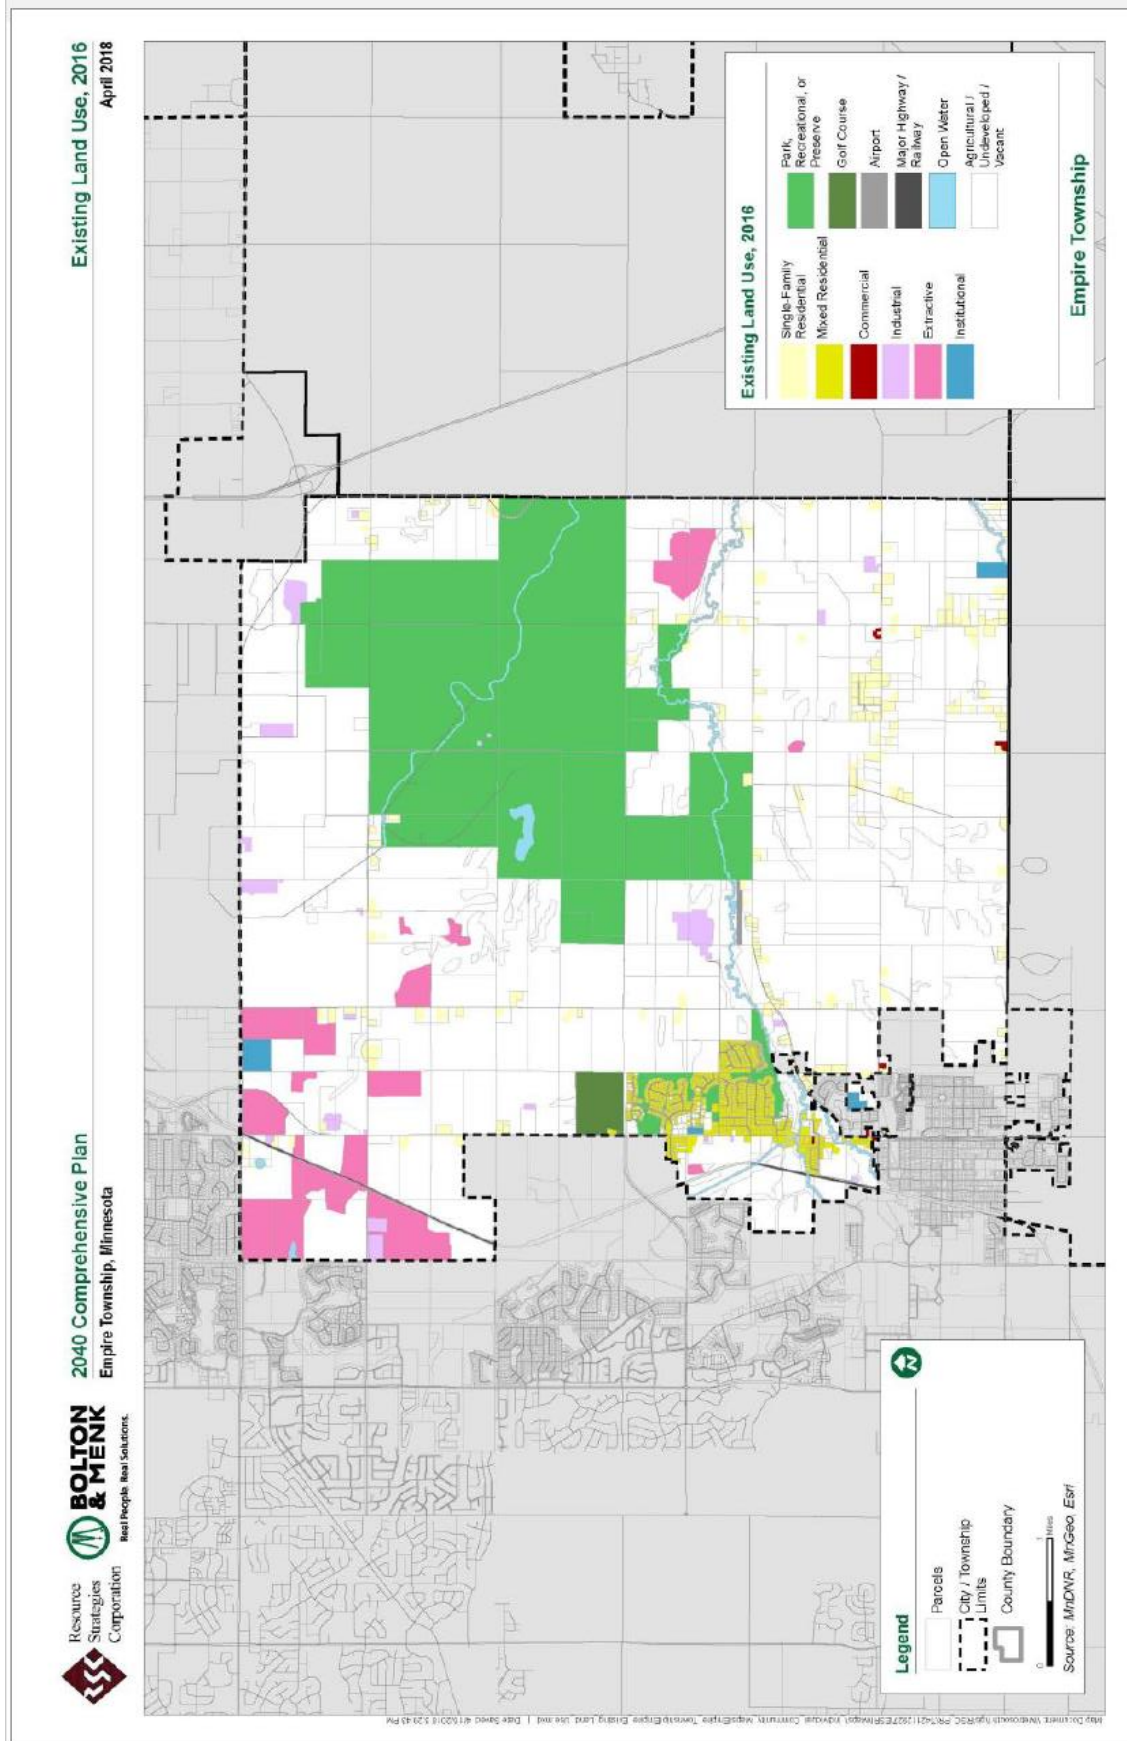 Resource
Strategies
Corporation
BOLTON
& MENK
Real People. Real Solutions.
2040 Comprehensive Plan
Empire Township, Minnesota
Existing Land Use, 2016
April 2018
Legend
Parcels
City / Township
Limits
County Boundary
0 1
Miles
Source: MnDNR, MnGeo, Esri
N
Existing Land Use, 2016
Single-Family
Residential
Mixed Residential
Commercial
Industrial
Extractive
Institutional
Park,
Recreational, or
Preserve
Golf Course
Airport
Major Highway /
Railway
Open Water
Agricultural /
Undeveloped /
Vacant
Empire Township